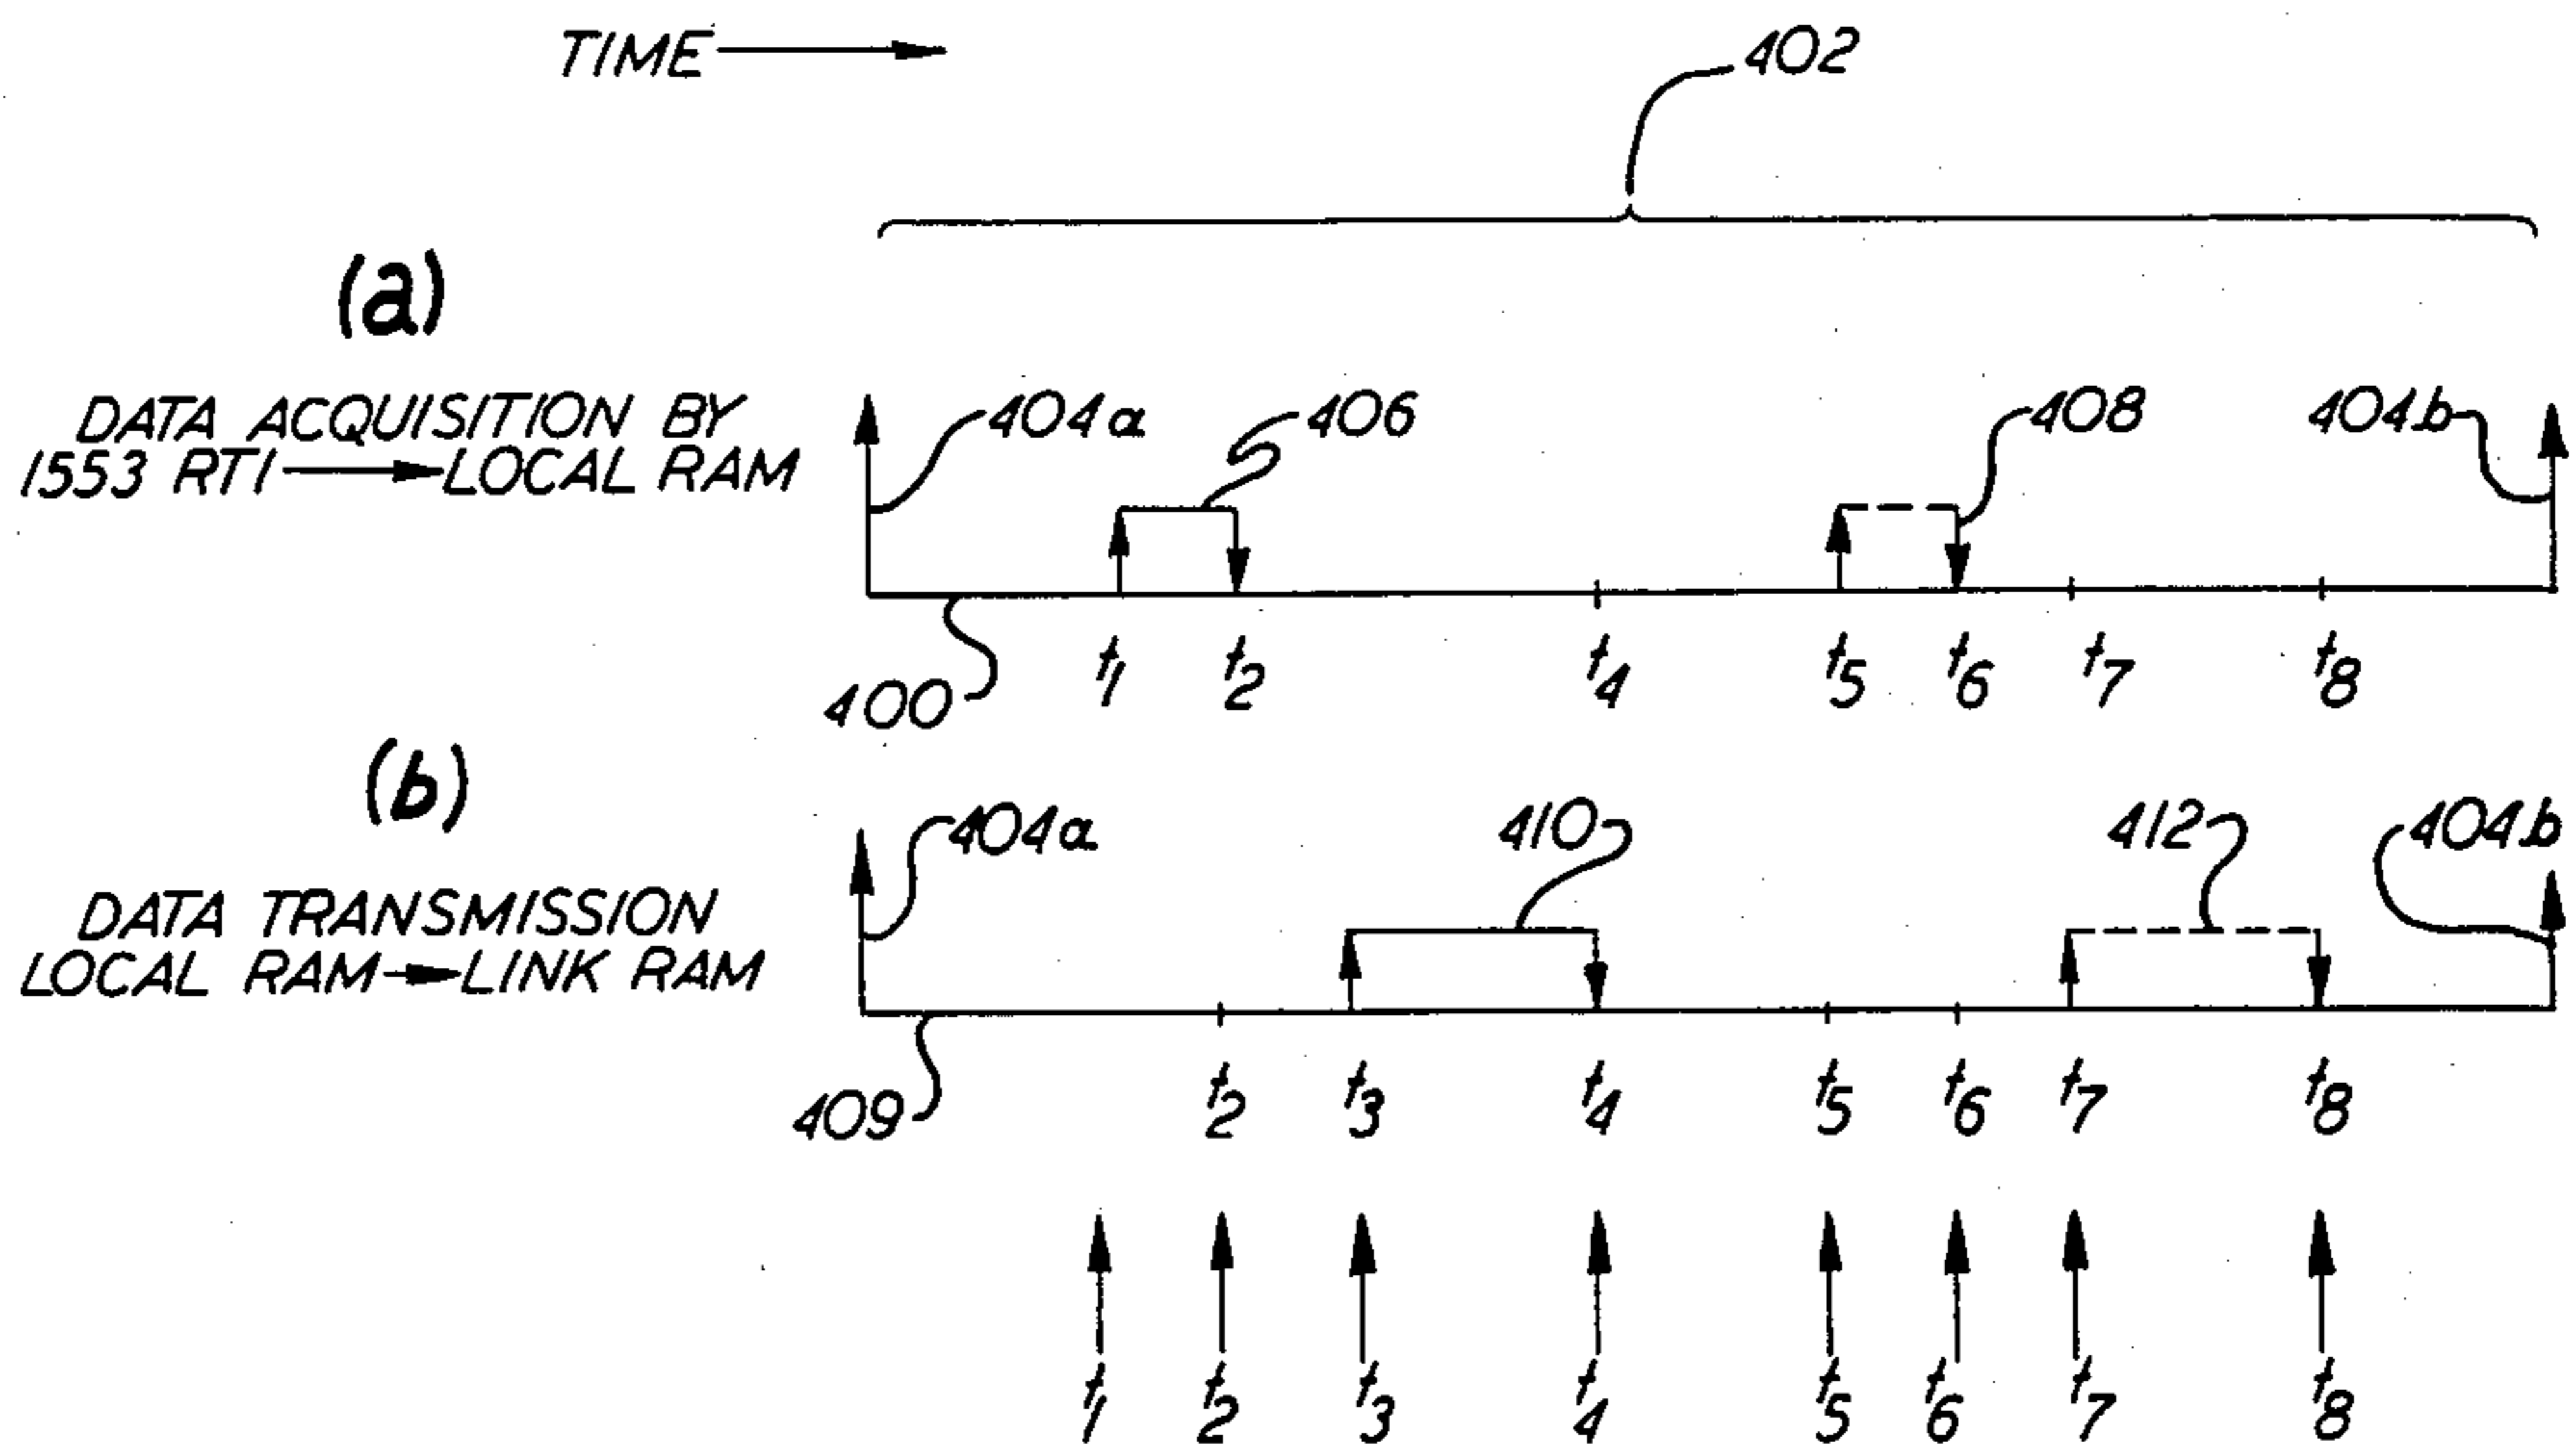 TIME
402
(a)
DATA ACQUISITION BY
1553 RTI LOCAL RAM
404a 406 408 404b
t1 t2 t4 t5 t6 t7 t8
400
(b)
404a 410 412 404b
DATA TRANSMISSION
LOCAL RAM LINK RAM
t2 t3 t4 t5 t6 t7 t8
409
t1 t2 t3 t4 t5 t6 t7 t8